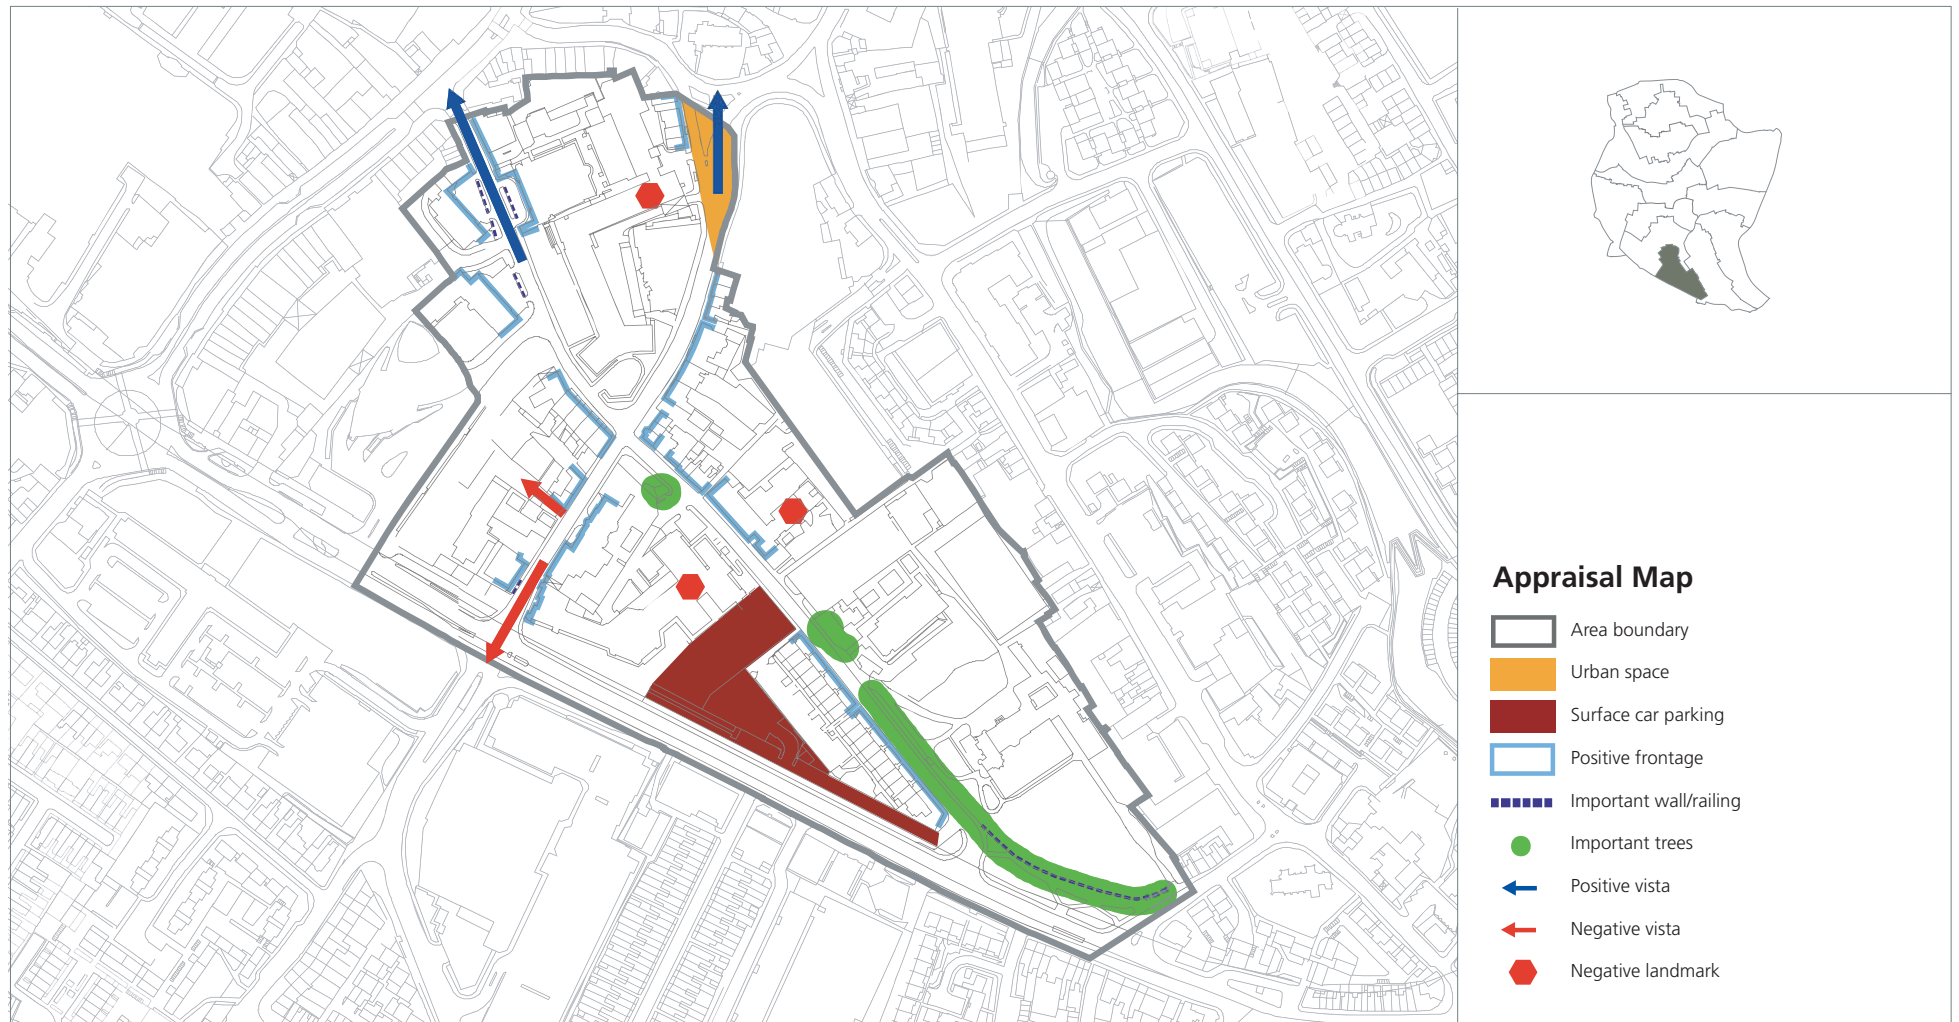 Appraisal Map
Area boundary
Urban space
Surface car parking
Positive frontage
Important wall/railing
Important trees
Positive vista
Negative vista
Negative landmark